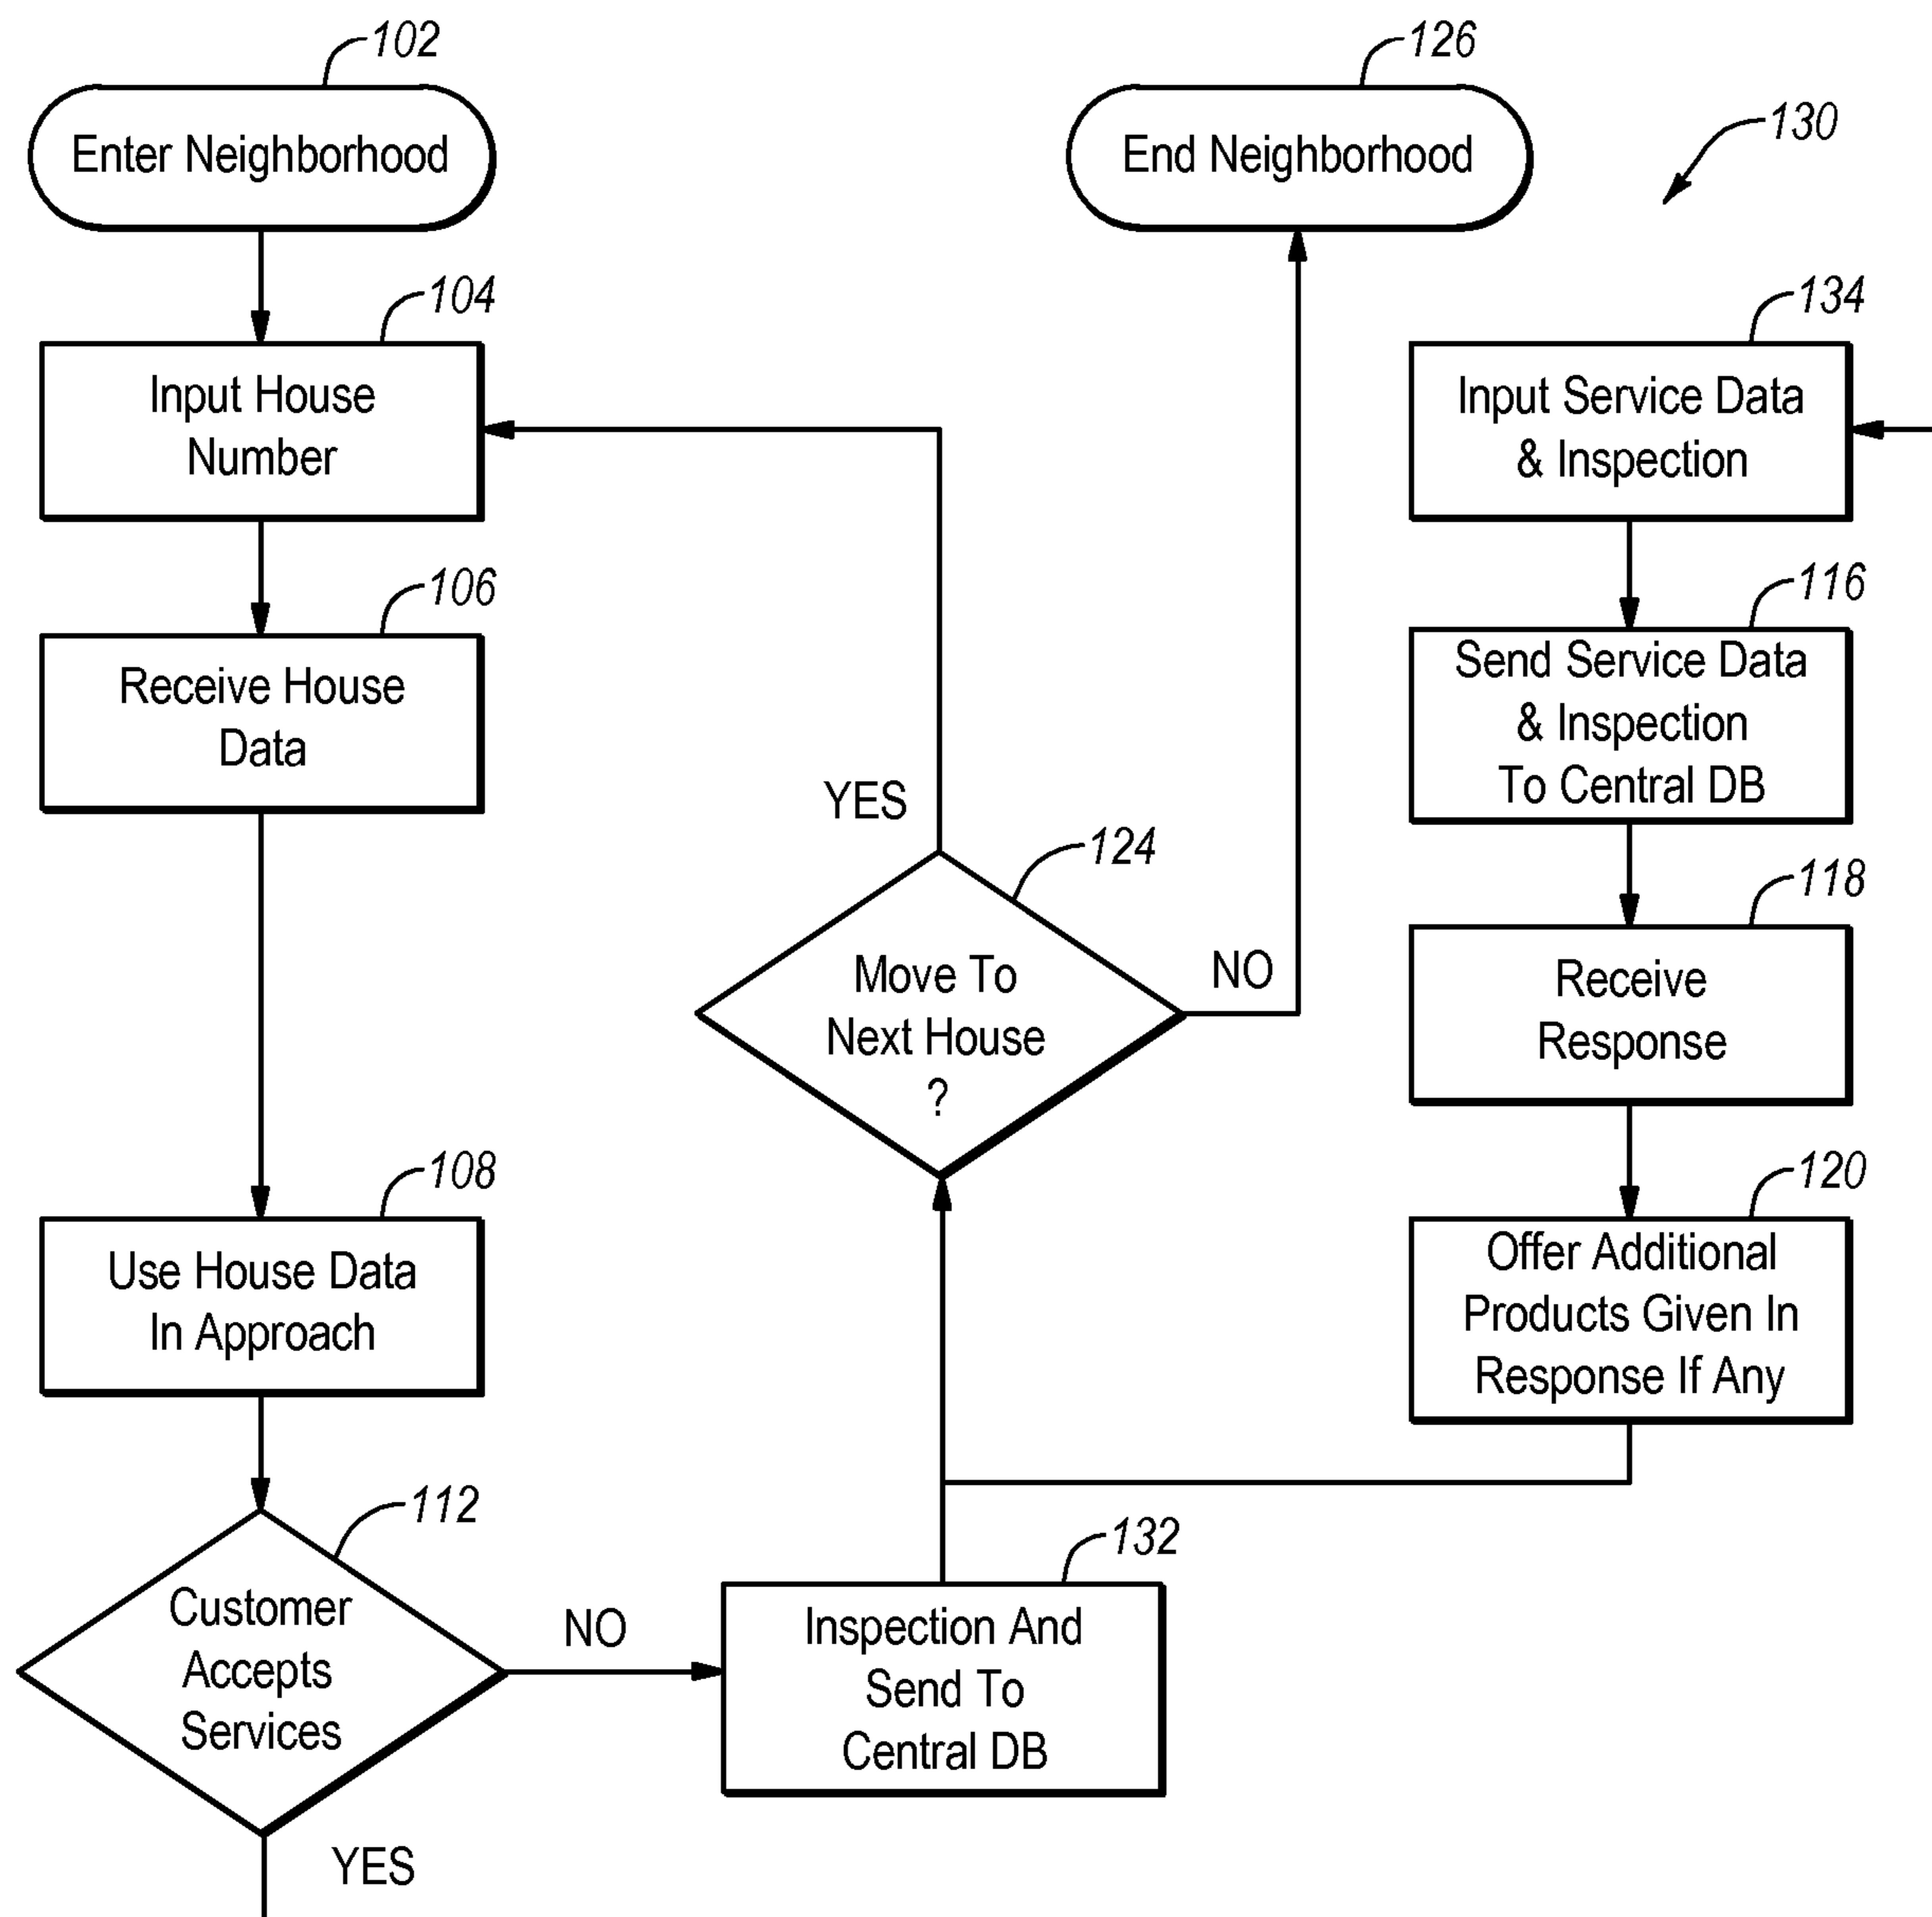 102
Enter Neighborhood
126
End Neighborhood
130
104
Input House
Number
134
Input Service Data
& Inspection
106
Receive House
Data
116
Send Service Data
& Inspection
To Central DB
YES
124
Move To
Next House
?
NO
118
Receive
Response
108
Use House Data
In Approach
120
Offer Additional
Products Given In
Response If Any
112
Customer
Accepts
Services
NO
132
Inspection And
Send To
Central DB
YES